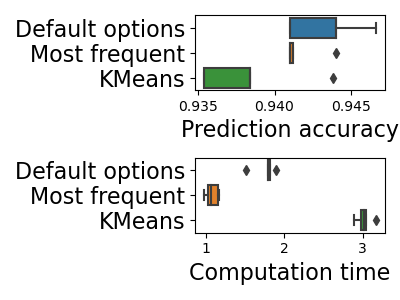 Default options
Most frequent
KMeans
0.935 0.940 0.945
Prediction accuracy
Default options
Most frequent
KMeans
1 2 3
Computation time